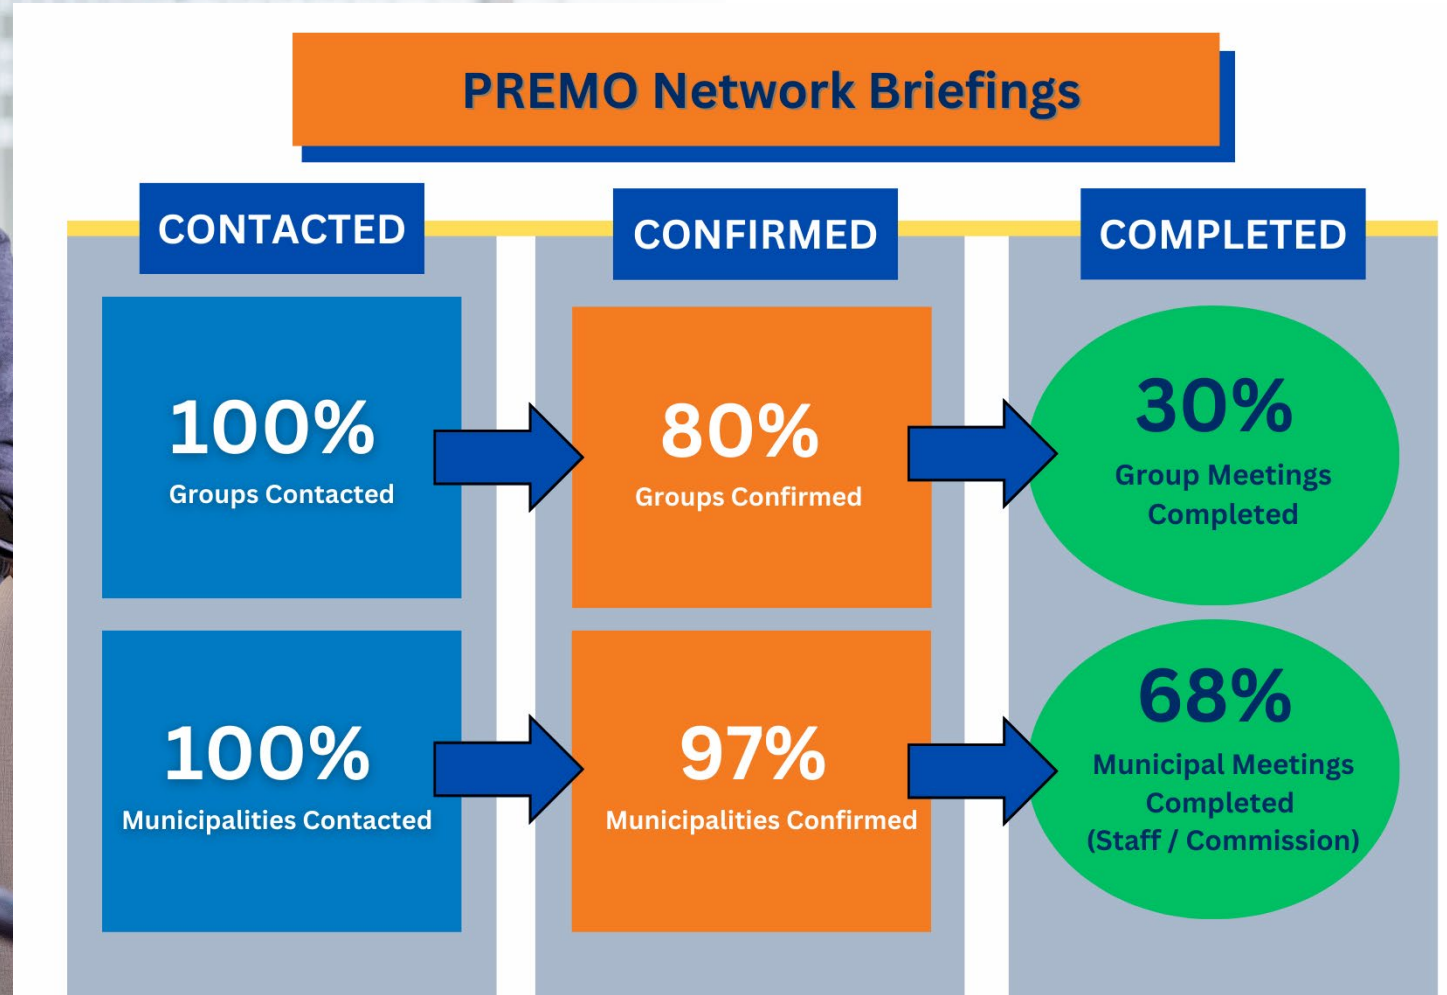 PREMO Network Briefings
CONTACTED
CONFIRMED
COMPLETED
100%
Groups Contacted
80%
Groups Confirmed
30%
Group Meetings
Completed
100%
Municipalities Contacted
97%
Municipalities Confirmed
68%
Municipal Meetings
Completed
(Staff / Commission)